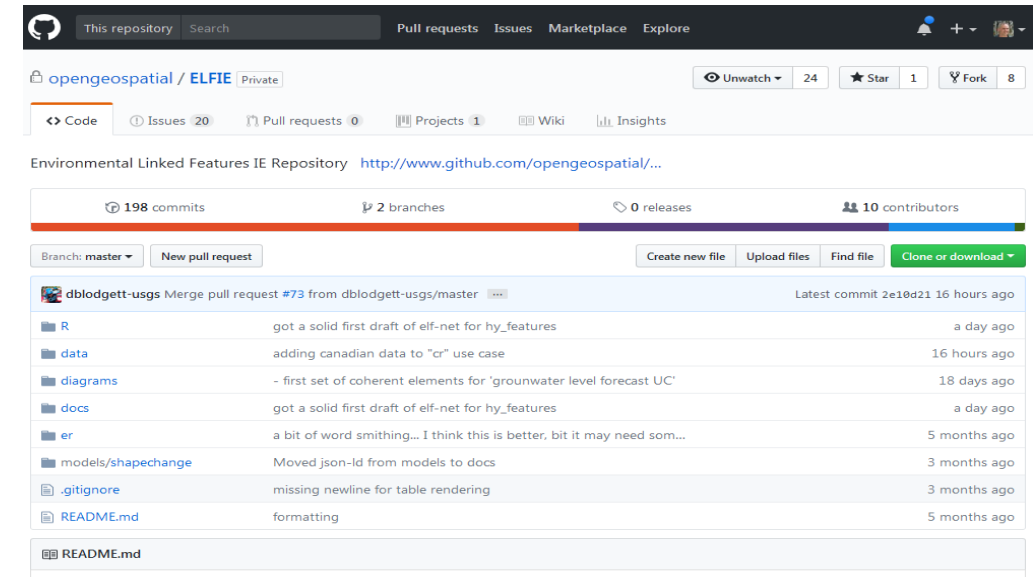 This repository Search Pull requests Issues Marketplace Explore
opengeospatial / ELFIE Private Unwatch 24 Star 1 Fork 8
Code Issues 20 Pull requests 0 Projects 1 Wiki Insights
Environmental Linked Features IE Repository http://www.github.com/opengeospatial/...
198 commits 2 branches 0 releases 10 contributors
Branch: master New pull request Create new file Upload files Find file Clone or download
dblodgett-usgs Merge pull request #73 from dblodgett-usgs/master ... Latest commit 2e10d21 16 hours ago
R got a solid first draft of elf-net for hy_features a day ago
data adding canadian data to "cr" use case 16 hours ago
diagrams - first set of coherent elements for 'grounwater level forecast UC' 18 days ago
docs got a solid first draft of elf-net for hy_features a day ago
er a bit of word smithing... I think this is better, bit it may need som... 5 months ago
models/shapechange Moved json-ld from models to docs 3 months ago
.gitignore missing newline for table rendering 3 months ago
README.md formatting 5 months ago
README.md